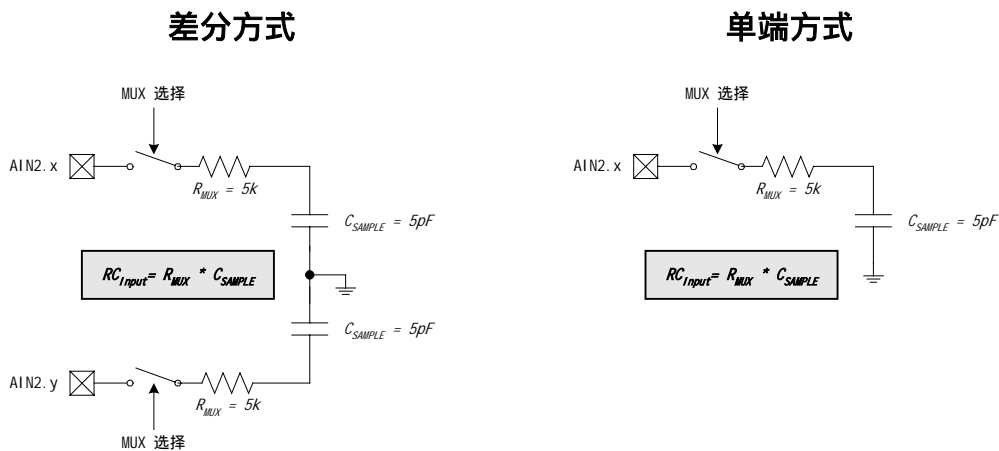 差分方式
MUX 选择
AIN2.x
R_MUX = 5k
C_SAMPLE = 5pF
RC_Input= R_MUX * C_SAMPLE
C_SAMPLE = 5pF
AIN2.y
R_MUX = 5k
MUX 选择
单端方式
MUX 选择
AIN2.x
R_MUX = 5k
C_SAMPLE = 5pF
RC_Input= R_MUX * C_SAMPLE